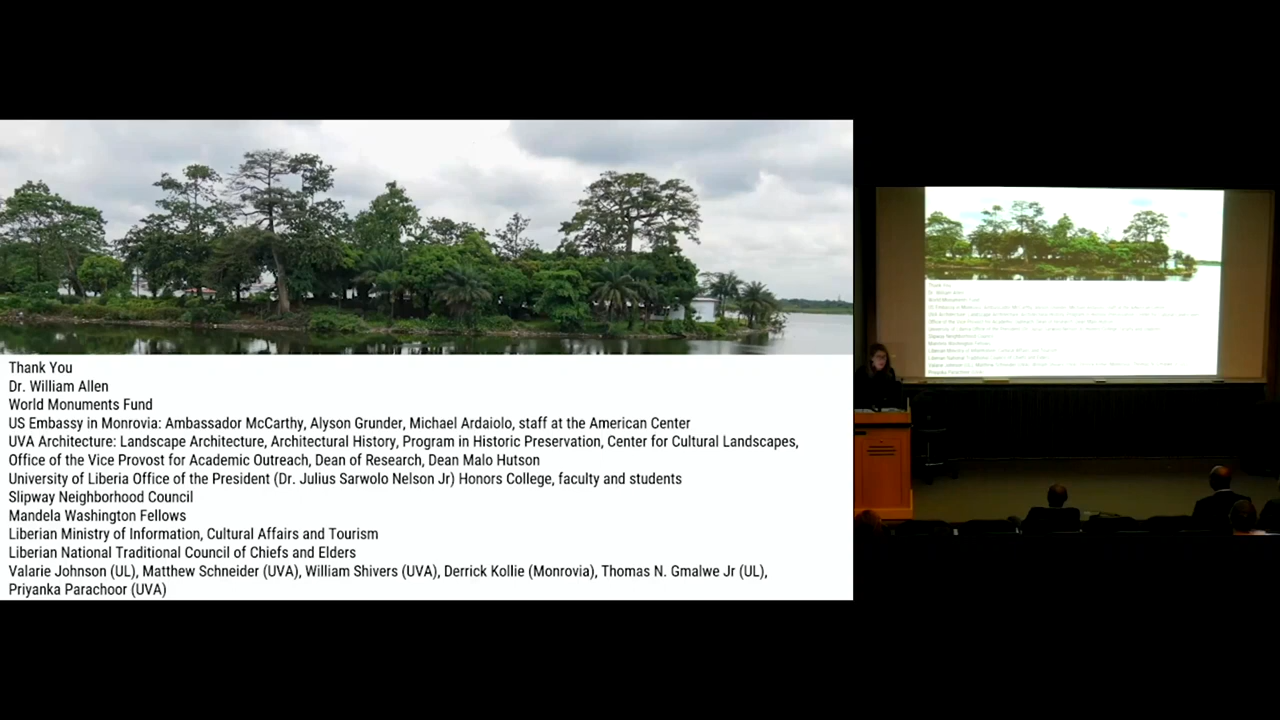 Thank You
Dr. William Allen
World Monuments Fund
US Embassy in Monrovia: Ambassador McCarthy, Alyson Grunder, Michael Ardaiolo, staff at the American Center
UVA Architecture: Landscape Architecture, Architectural History, Program in Historic Preservation, Center for Cultural Landscapes,
Office of the Vice Provost for Academic Outreach, Dean of Research, Dean Malo Hutson
University of Liberia Office of the President (Dr. Julius Sarwolo Nelson Jr) Honors College, faculty and students
Slipway Neighborhood Council
Mandela Washington Fellows
Liberian Ministry of Information, Cultural Affairs and Tourism
Liberian National Traditional Council of Chiefs and Elders
Valarie Johnson (UL), Matthew Schneider (UVA), William Shivers (UVA), Derrick Kollie (Monrovia), Thomas N. Gmalwe Jr (UL),
Priyanka Parachoor (UVA)